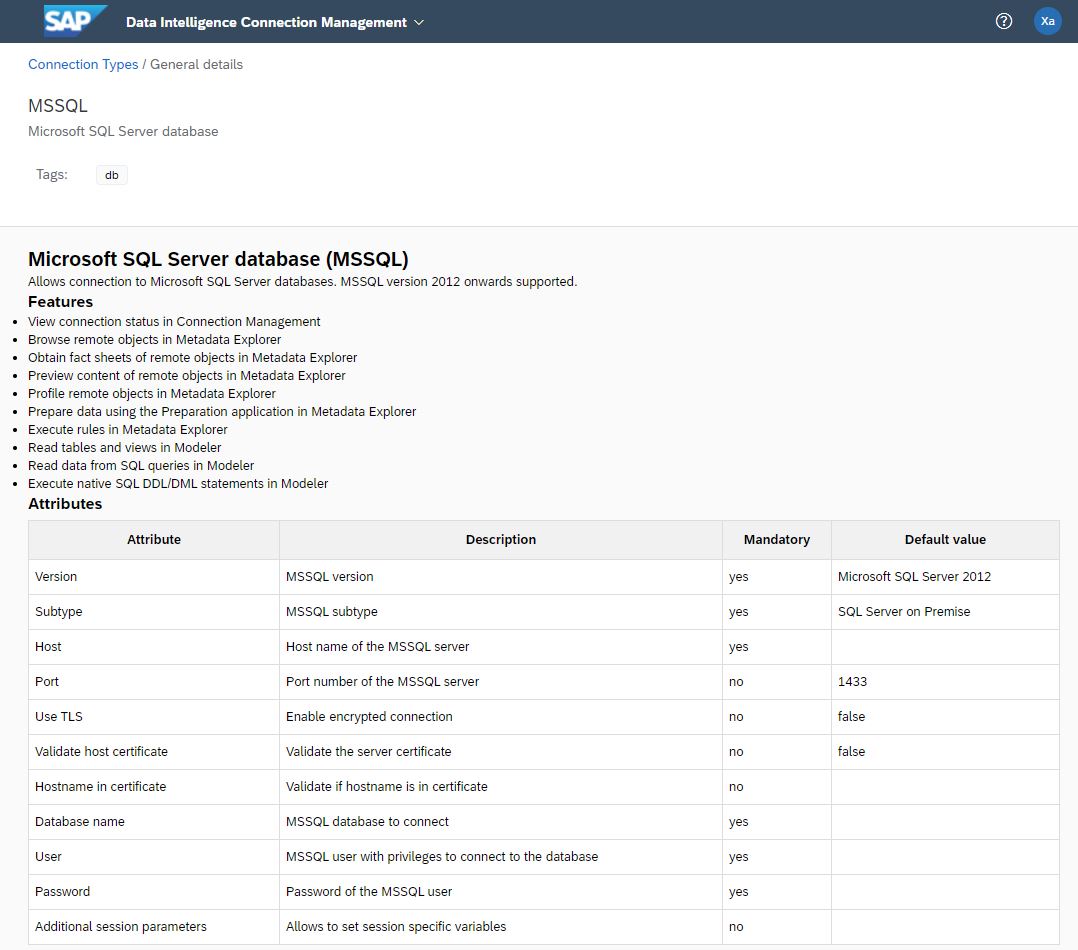 SAP Data Intelligence Connection Management Xa
Connection Types / General details
MSSQL
Microsoft SQL Server database
Tags: db
Microsoft SQL Server database (MSSQL)
Allows connection to Microsoft SQL Server databases. MSSQL version 2012 onwards supported.
Features
• View connection status in Connection Management
• Browse remote objects in Metadata Explorer
• Obtain fact sheets of remote objects in Metadata Explorer
• Preview content of remote objects in Metadata Explorer
• Profile remote objects in Metadata Explorer
• Prepare data using the Preparation application in Metadata Explorer
• Execute rules in Metadata Explorer
• Read tables and views in Modeler
• Read data from SQL queries in Modeler
• Execute native SQL DDL/DML statements in Modeler
Attributes
Attribute Description Mandatory Default value
Version MSSQL version yes Microsoft SQL Server 2012
Subtype MSSQL subtype yes SQL Server on Premise
Host Host name of the MSSQL server yes
Port Port number of the MSSQL server no 1433
Use TLS Enable encrypted connection no false
Validate host certificate Validate the server certificate no false
Hostname in certificate Validate if hostname is in certificate no
Database name MSSQL database to connect yes
User MSSQL user with privileges to connect to the database yes
Password Password of the MSSQL user yes
Additional session parameters Allows to set session specific variables no